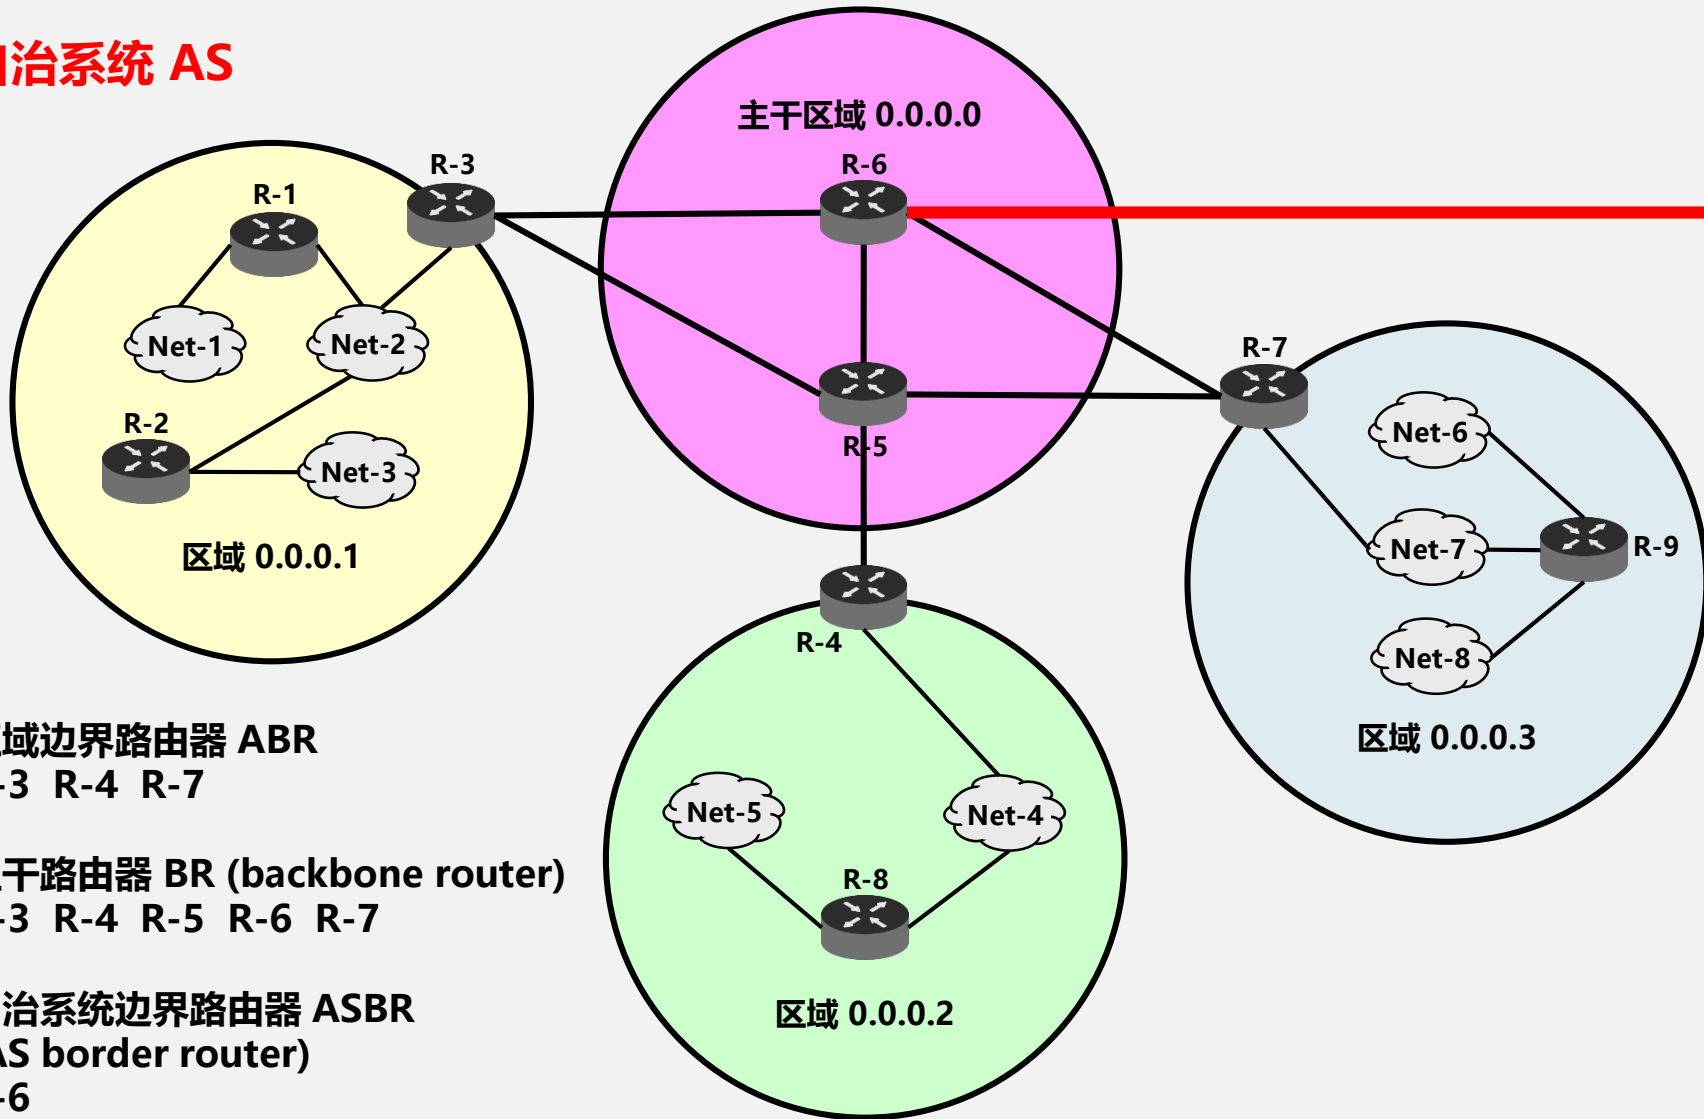 治系统 AS
主干区域 0.0.0.0
R-3
R-6
R-1
Net-1
Net-2
R-7
R-2
Net-6
R-5
Net-3
区域 0.0.0.1
Net-7
R-9
R-4
Net-8
区域 0.0.0.3
域边界路由器 ABR
-3 R-4 R-7
Net-5
Net-4
干路由器 BR (backbone router)
-3 R-4 R-5 R-6 R-7
R-8
治系统边界路由器 ASBR
区域 0.0.0.2
AS border router)
-6